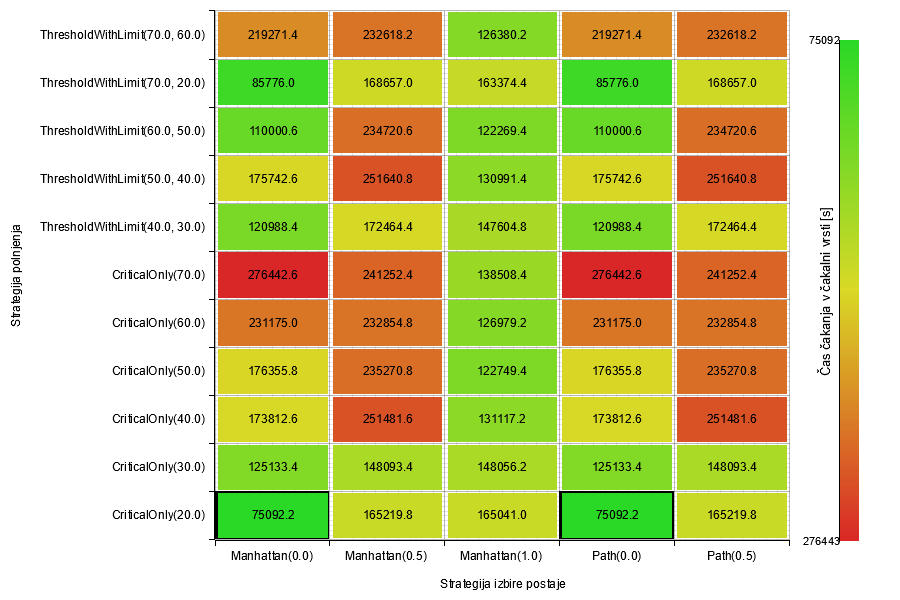 ThresholdWithLimit(70.0, 60.0) 219271.4 232618.2 126380.2 219271.4 232618.2
ThresholdWithLimit(70.0, 20.0) 85776.0 168657.0 163374.4 85776.0 168657.0
ThresholdWithLimit(60.0, 50.0) 110000.6 234720.6 122269.4 110000.6 234720.6
ThresholdWithLimit(50.0, 40.0) 175742.6 251640.8 130991.4 175742.6 251640.8
ThresholdWithLimit(40.0, 30.0) 120988.4 172464.4 147604.8 120988.4 172464.4
CriticalOnly(70.0) 276442.6 241252.4 138508.4 276442.6 241252.4
CriticalOnly(60.0) 231175.0 232854.8 126979.2 231175.0 232854.8
CriticalOnly(50.0) 176355.8 235270.8 122749.4 176355.8 235270.8
CriticalOnly(40.0) 173812.6 251481.6 131117.2 173812.6 251481.6
CriticalOnly(30.0) 125133.4 148093.4 148056.2 125133.4 148093.4
CriticalOnly(20.0) 75092.2 165219.8 165041.0 75092.2 165219.8
Manhattan(0.0) Manhattan(0.5) Manhattan(1.0) Path(0.0) Path(0.5)
Strategija izbire postaje
Strategija polnjenja
75092
276443
Čas čakanja v čakalni vrsti [s]